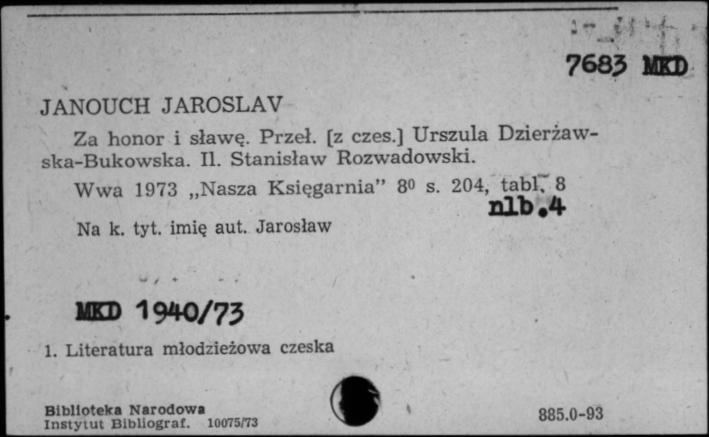 7683 MKD
JANOUCH JAROSLAV
Za honor i sławę. Przeł. [z czes.] Urszula Dzierżaw-
ska-Bukowska. Il. Stanisław Rozwadowski.
Wwa 1973 „Nasza Księgarnia” 8⁰ s. 204, tabl. 8
nlb.4
Na k. tyt. imię aut. Jarosław
MKD 1940/73
1. Literatura młodzieżowa czeska
Biblioteka Narodowa
Instytut Bibliograf. 10075/73
885.0-93